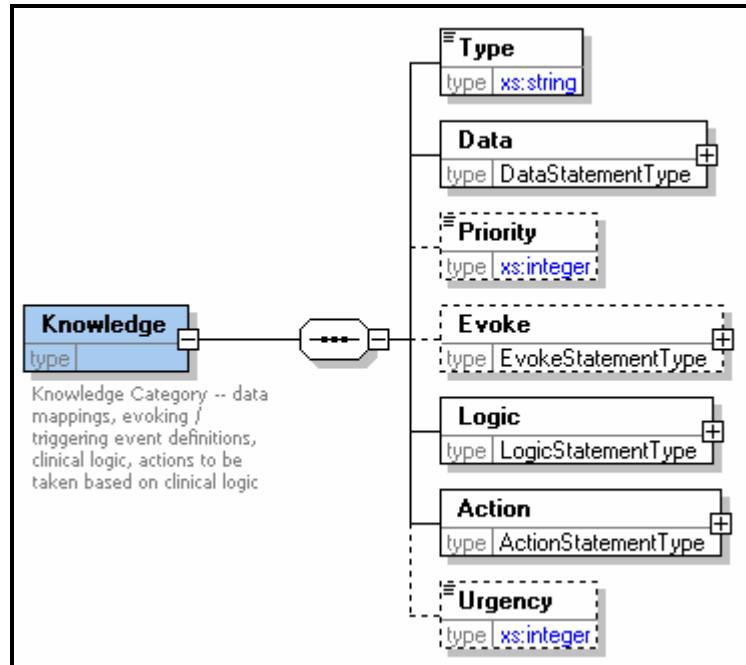 Type
type xs:string
Data
type DataStatementType
Priority
type xs:integer
Evoke
type EvokeStatementType
Knowledge
type
Knowledge Category -- data
mappings, evoking /
triggering event definitions,
clinical logic, actions to be
taken based on clinical logic
Logic
type LogicStatementType
Action
type ActionStatementType
Urgency
type xs:integer